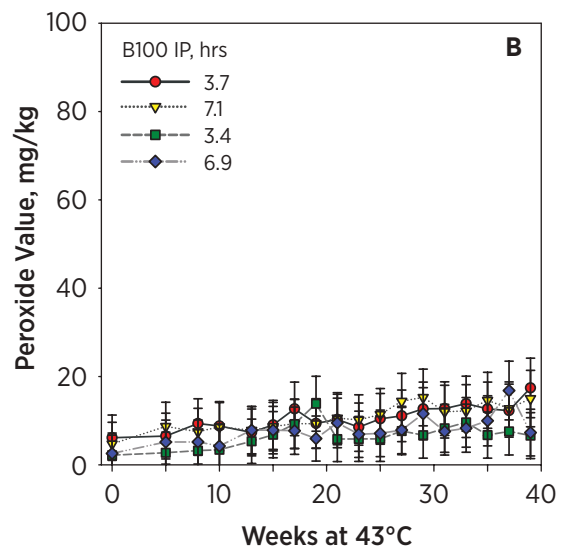 100
B
B100 IP, hrs
3.7
7.1
3.4
6.9
80
60
40
20
0
Peroxide Value, mg/kg
0 10 20 30 40
Weeks at 43°C